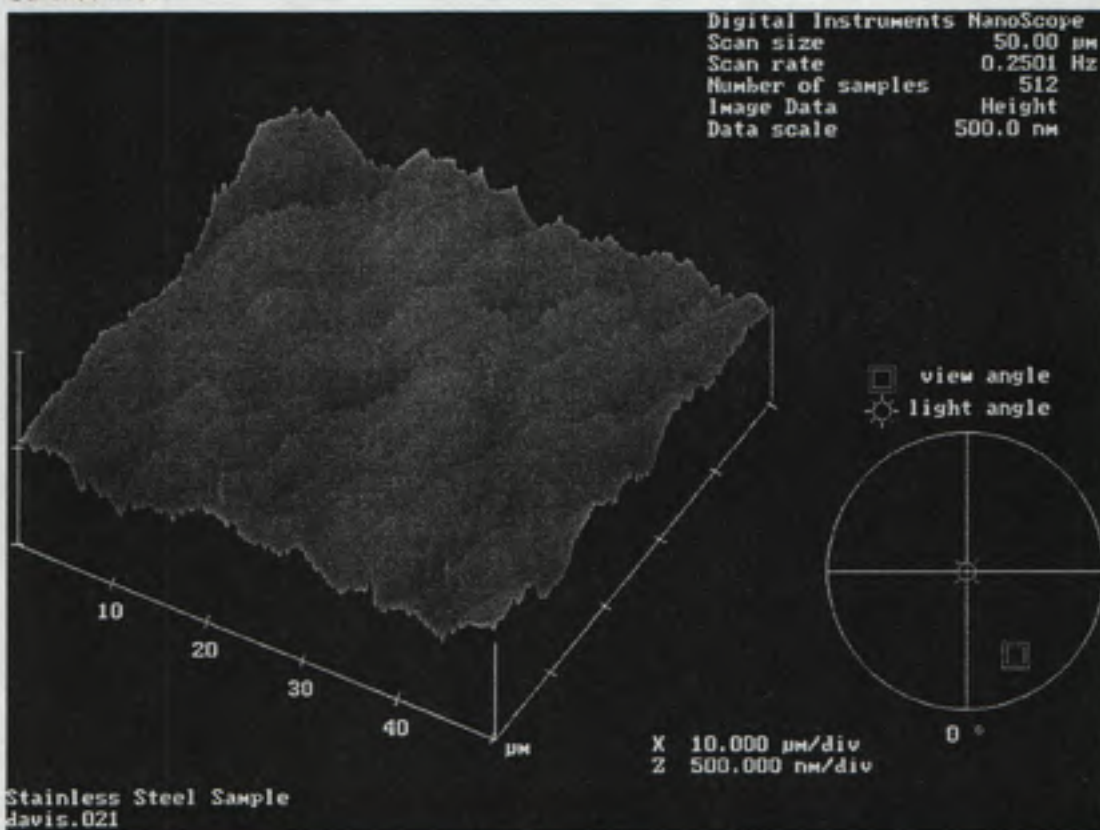 Digital Instruments NanoScope
Scan size 50.00 µm
Scan rate 0.2501 Hz
Number of samples 512
Image Data Height
Data scale 500.0 nm
view angle
light angle
10
20
30
40
µm
X 10.000 µm/div
Z 500.000 nm/div
0 °
Stainless Steel Sample
davis.021